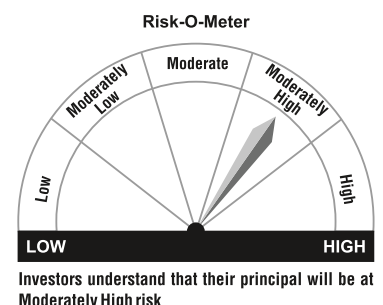 Risk-O-Meter
Moderate
Moderately
Low
Moderately
High
Low
High
LOW HIGH
Investors understand that their principal will be at
Moderately High risk